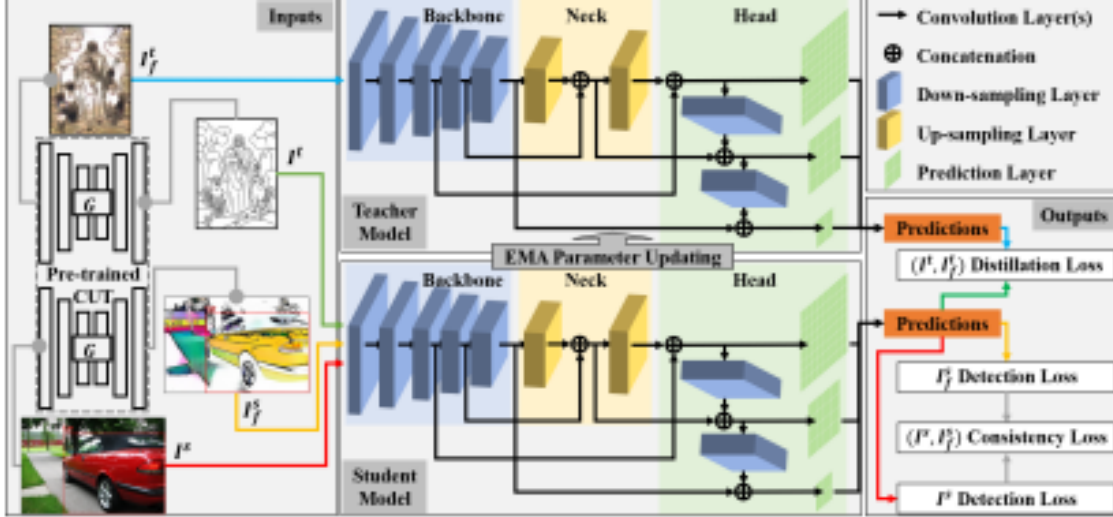 Inputs
I_f^t
I^t
G
Pre-trained
CUT
G
I_f^s
I^s
Backbone
Neck
Head
Teacher
Model
EMA Parameter Updating
Backbone
Neck
Head
Student
Model
Convolution Layer(s)
Concatenation
Down-sampling Layer
Up-sampling Layer
Prediction Layer
Outputs
Predictions
(I^t, I_f^t) Distillation Loss
Predictions
I_f^s Detection Loss
(I^s, I_f^s) Consistency Loss
I^s Detection Loss